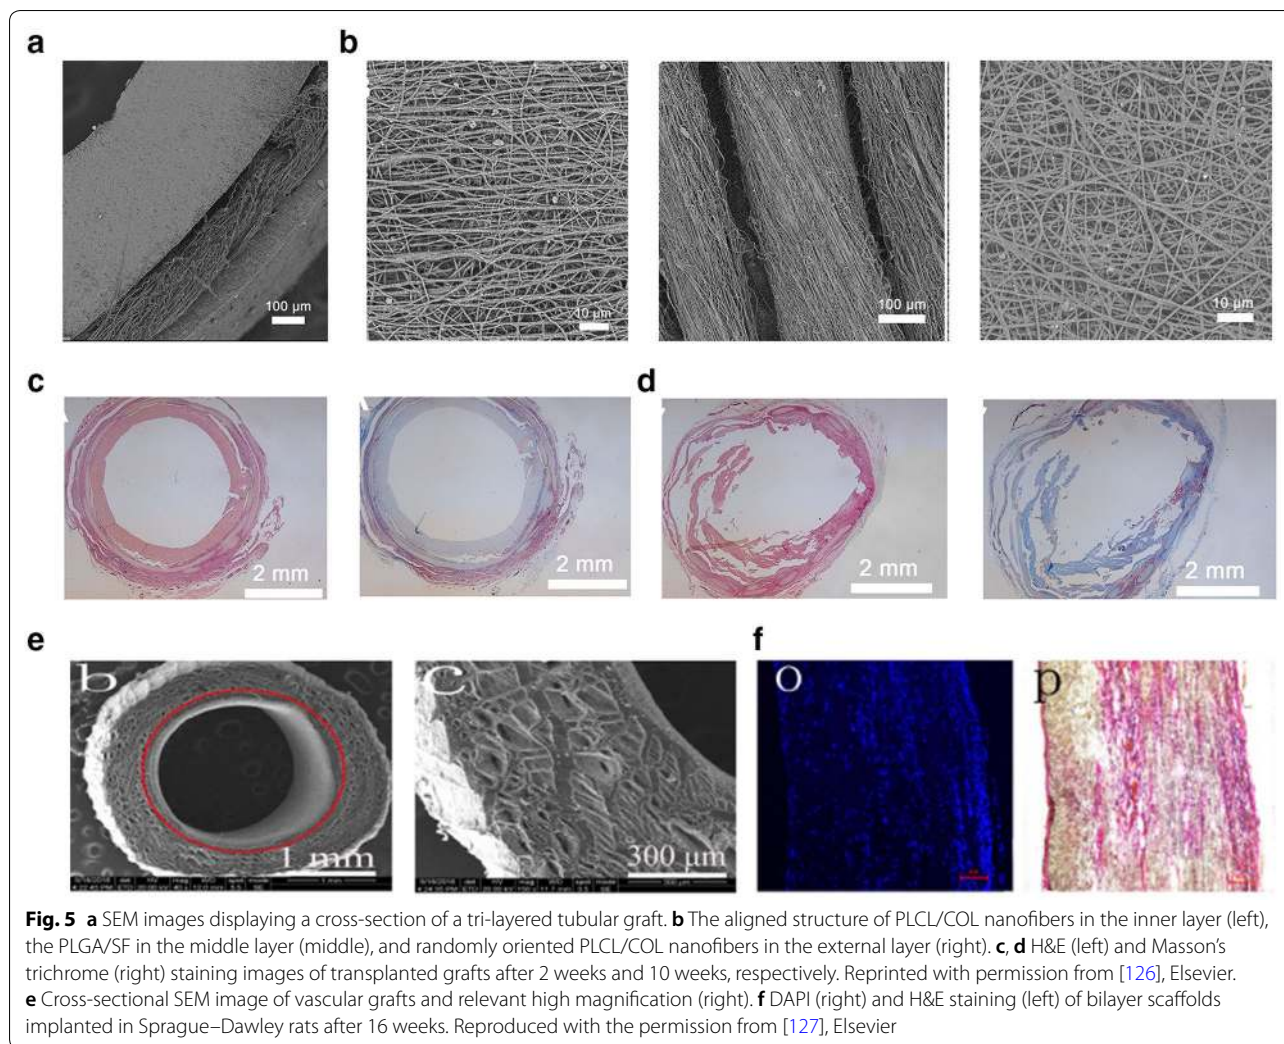 a
b
100 µm
10 µm
100 µm
10 µm
c
d
2 mm
2 mm
2 mm
2 mm
e
f
b
1 mm
c
300 µm
o
p
Fig. 5 a SEM images displaying a cross-section of a tri-layered tubular graft. b The aligned structure of PLCL/COL nanofibers in the inner layer (left),
the PLGA/SF in the middle layer (middle), and randomly oriented PLCL/COL nanofibers in the external layer (right). c, d H&E (left) and Masson's
trichrome (right) staining images of transplanted grafts after 2 weeks and 10 weeks, respectively. Reprinted with permission from [126], Elsevier.
e Cross-sectional SEM image of vascular grafts and relevant high magnification (right). f DAPI (right) and H&E staining (left) of bilayer scaffolds
implanted in Sprague–Dawley rats after 16 weeks. Reproduced with the permission from [127], Elsevier